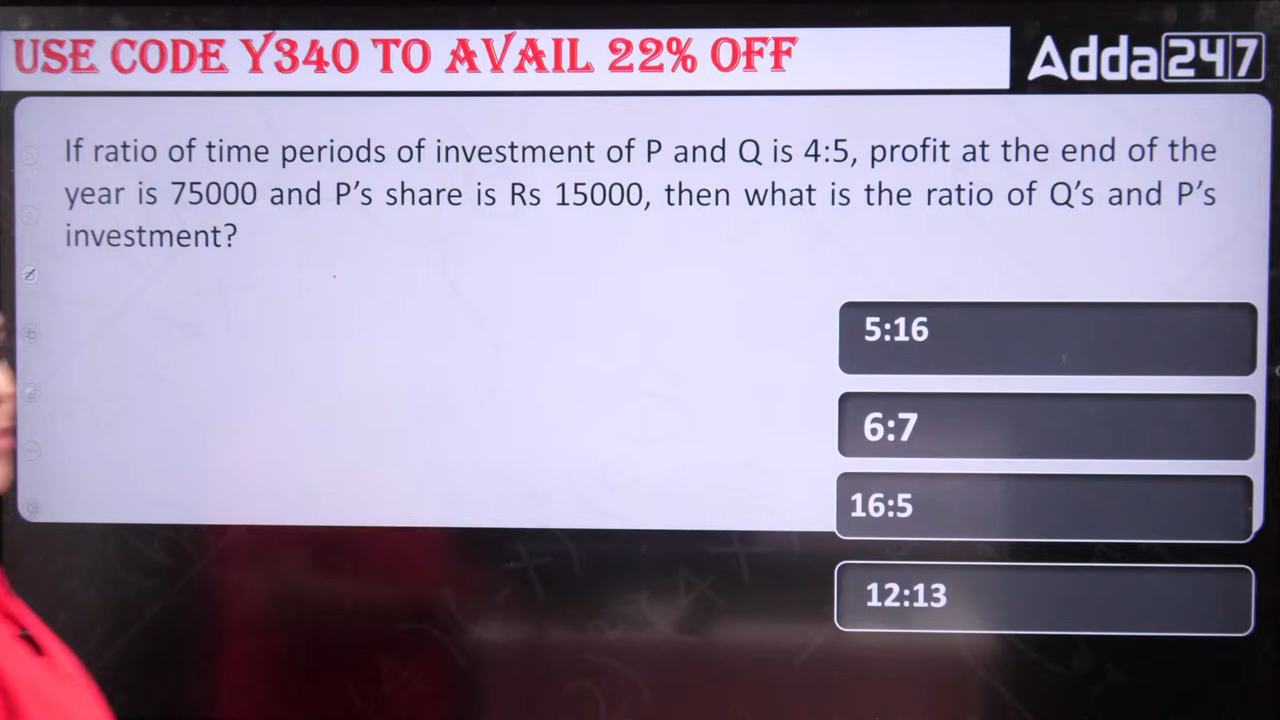 USE CODE Y340 TO AVAIL 22% OFF
Adda247
If ratio of time periods of investment of P and Q is 4:5, profit at the end of the
year is 75000 and P’s share is Rs 15000, then what is the ratio of Q’s and P’s
investment?
5:16
6:7
16:5
12:13